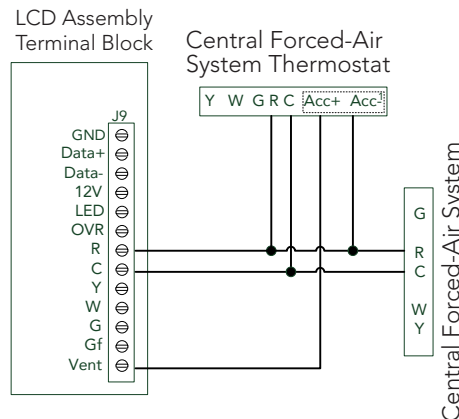 LCD Assembly
Terminal Block
Central Forced-Air
System Thermostat
Y W G R C Acc+ Acc-
J9
GND
Data+
Data-
12V
LED
OVR
R
C
Y
W
G
Gf
Vent
G
R
C
W
Y
Central Forced-Air System